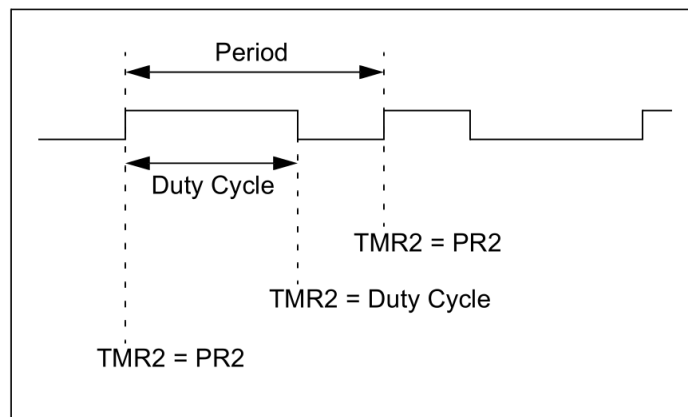 Period
Duty Cycle
TMR2 = PR2
TMR2 = Duty Cycle
TMR2 = PR2